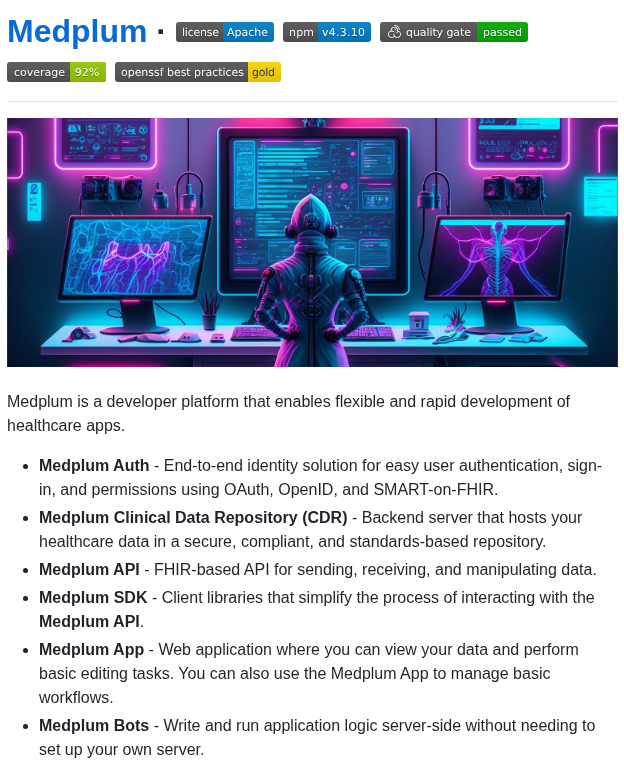 Medplum · license Apache npm v4.3.10 quality gate passed
coverage 92% openssf best practices gold
Medplum is a developer platform that enables flexible and rapid development of
healthcare apps.
• Medplum Auth - End-to-end identity solution for easy user authentication, sign-
in, and permissions using OAuth, OpenID, and SMART-on-FHIR.
• Medplum Clinical Data Repository (CDR) - Backend server that hosts your
healthcare data in a secure, compliant, and standards-based repository.
• Medplum API - FHIR-based API for sending, receiving, and manipulating data.
• Medplum SDK - Client libraries that simplify the process of interacting with the
Medplum API.
• Medplum App - Web application where you can view your data and perform
basic editing tasks. You can also use the Medplum App to manage basic
workflows.
• Medplum Bots - Write and run application logic server-side without needing to
set up your own server.